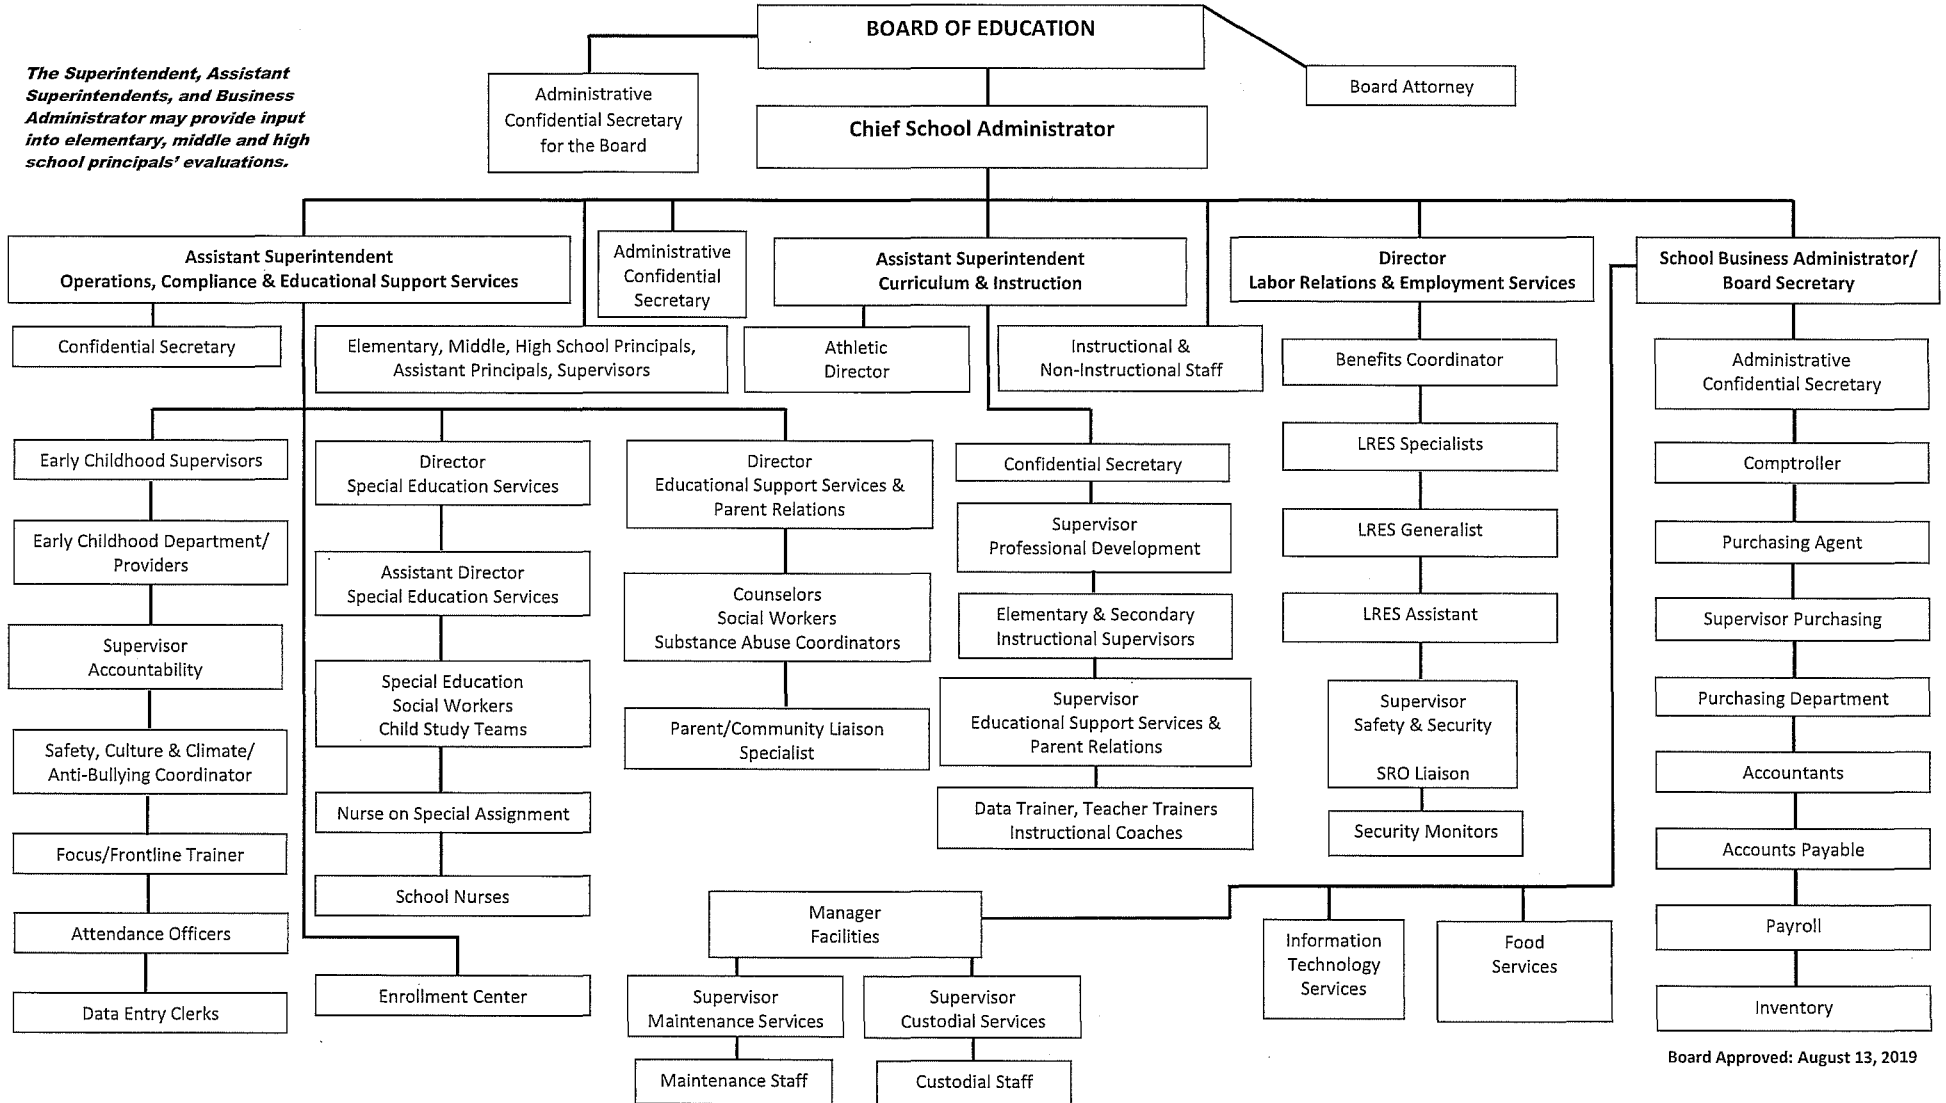 BOARD OF EDUCATION
The Superintendent, Assistant
Superintendents, and Business
Administrator may provide input
into elementary, middle and high
school principals' evaluations.
Administrative
Confidential Secretary
for the Board
Board Attorney
Chief School Administrator
Assistant Superintendent
Operations, Compliance & Educational Support Services
Administrative
Confidential
Secretary
Assistant Superintendent
Curriculum & Instruction
Director
Labor Relations & Employment Services
School Business Administrator/
Board Secretary
Confidential Secretary
Elementary, Middle, High School Principals,
Assistant Principals, Supervisors
Athletic
Director
Instructional &
Non-Instructional Staff
Benefits Coordinator
Administrative
Confidential Secretary
Early Childhood Supervisors
Early Childhood Department/
Providers
Supervisor
Accountability
Safety, Culture & Climate/
Anti-Bullying Coordinator
Focus/Frontline Trainer
Attendance Officers
Data Entry Clerks
Director
Special Education Services
Assistant Director
Special Education Services
Special Education
Social Workers
Child Study Teams
Nurse on Special Assignment
School Nurses
Enrollment Center
Director
Educational Support Services &
Parent Relations
Counselors
Social Workers
Substance Abuse Coordinators
Parent/Community Liaison
Specialist
Confidential Secretary
Supervisor
Professional Development
Elementary & Secondary
Instructional Supervisors
Supervisor
Educational Support Services &
Parent Relations
Data Trainer, Teacher Trainers
Instructional Coaches
LRES Specialists
LRES Generalist
LRES Assistant
Supervisor
Safety & Security
SRO Liaison
Security Monitors
Comptroller
Purchasing Agent
Supervisor Purchasing
Purchasing Department
Accountants
Accounts Payable
Payroll
Inventory
Manager
Facilities
Supervisor
Maintenance Services
Maintenance Staff
Supervisor
Custodial Services
Custodial Staff
Information
Technology
Services
Food
Services
Board Approved: August 13, 2019